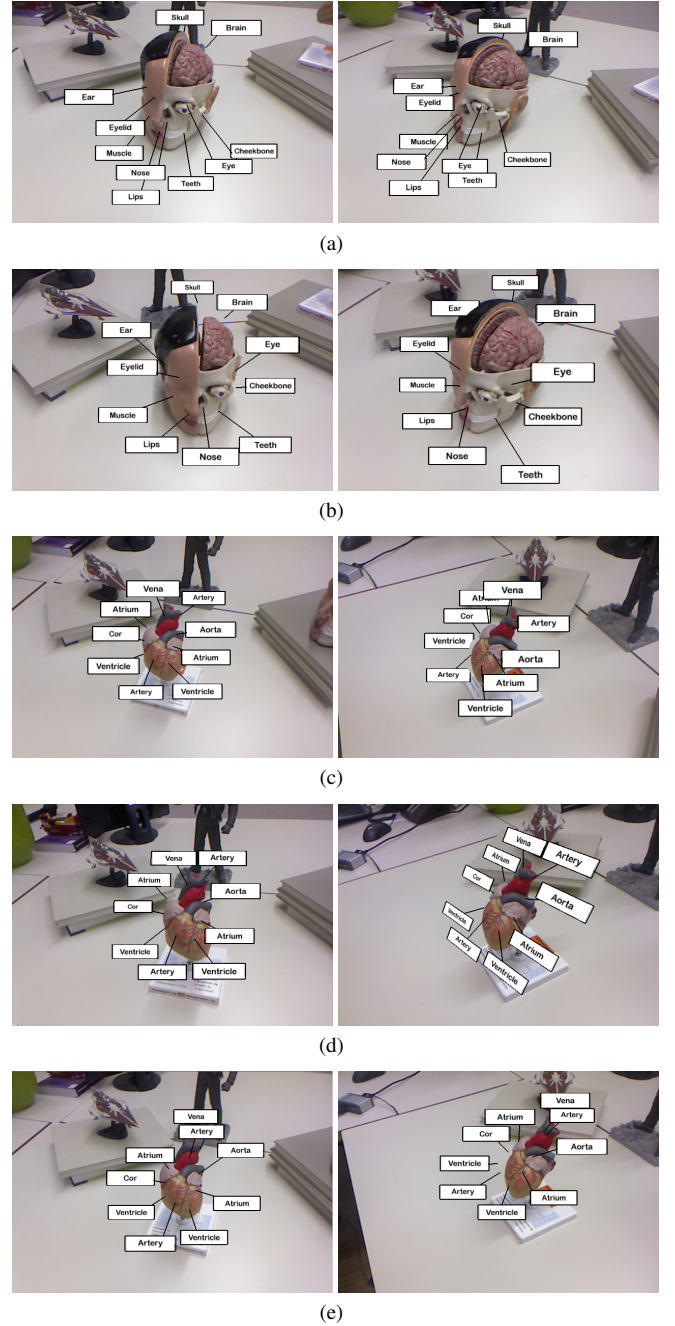 Skull
Brain
Ear
Eyelid
Muscle
Cheekbone
Eye
Nose
Teeth
Lips
Skull
Brain
Ear
Eyelid
Muscle
Nose
Cheekbone
Eye
Teeth
Lips
(a)
Skull
Brain
Ear
Eye
Eyelid
Cheekbone
Muscle
Lips
Teeth
Nose
Skull
Ear
Brain
Eyelid
Eye
Muscle
Cheekbone
Lips
Nose
Teeth
(b)
Vena
Artery
Atrium
Cor
Aorta
Atrium
Ventricle
Artery
Ventricle
Vena
Atrium
Cor
Artery
Ventricle
Aorta
Artery
Atrium
Ventricle
(c)
Vena
Artery
Atrium
Aorta
Cor
Atrium
Ventricle
Artery
Ventricle
Vena
Artery
Atrium
Cor
Aorta
Ventricle
Artery
Atrium
Ventricle
(d)
Vena
Artery
Aorta
Atrium
Cor
Atrium
Ventricle
Ventricle
Artery
Vena
Artery
Atrium
Cor
Aorta
Ventricle
Artery
Atrium
Ventricle
(e)